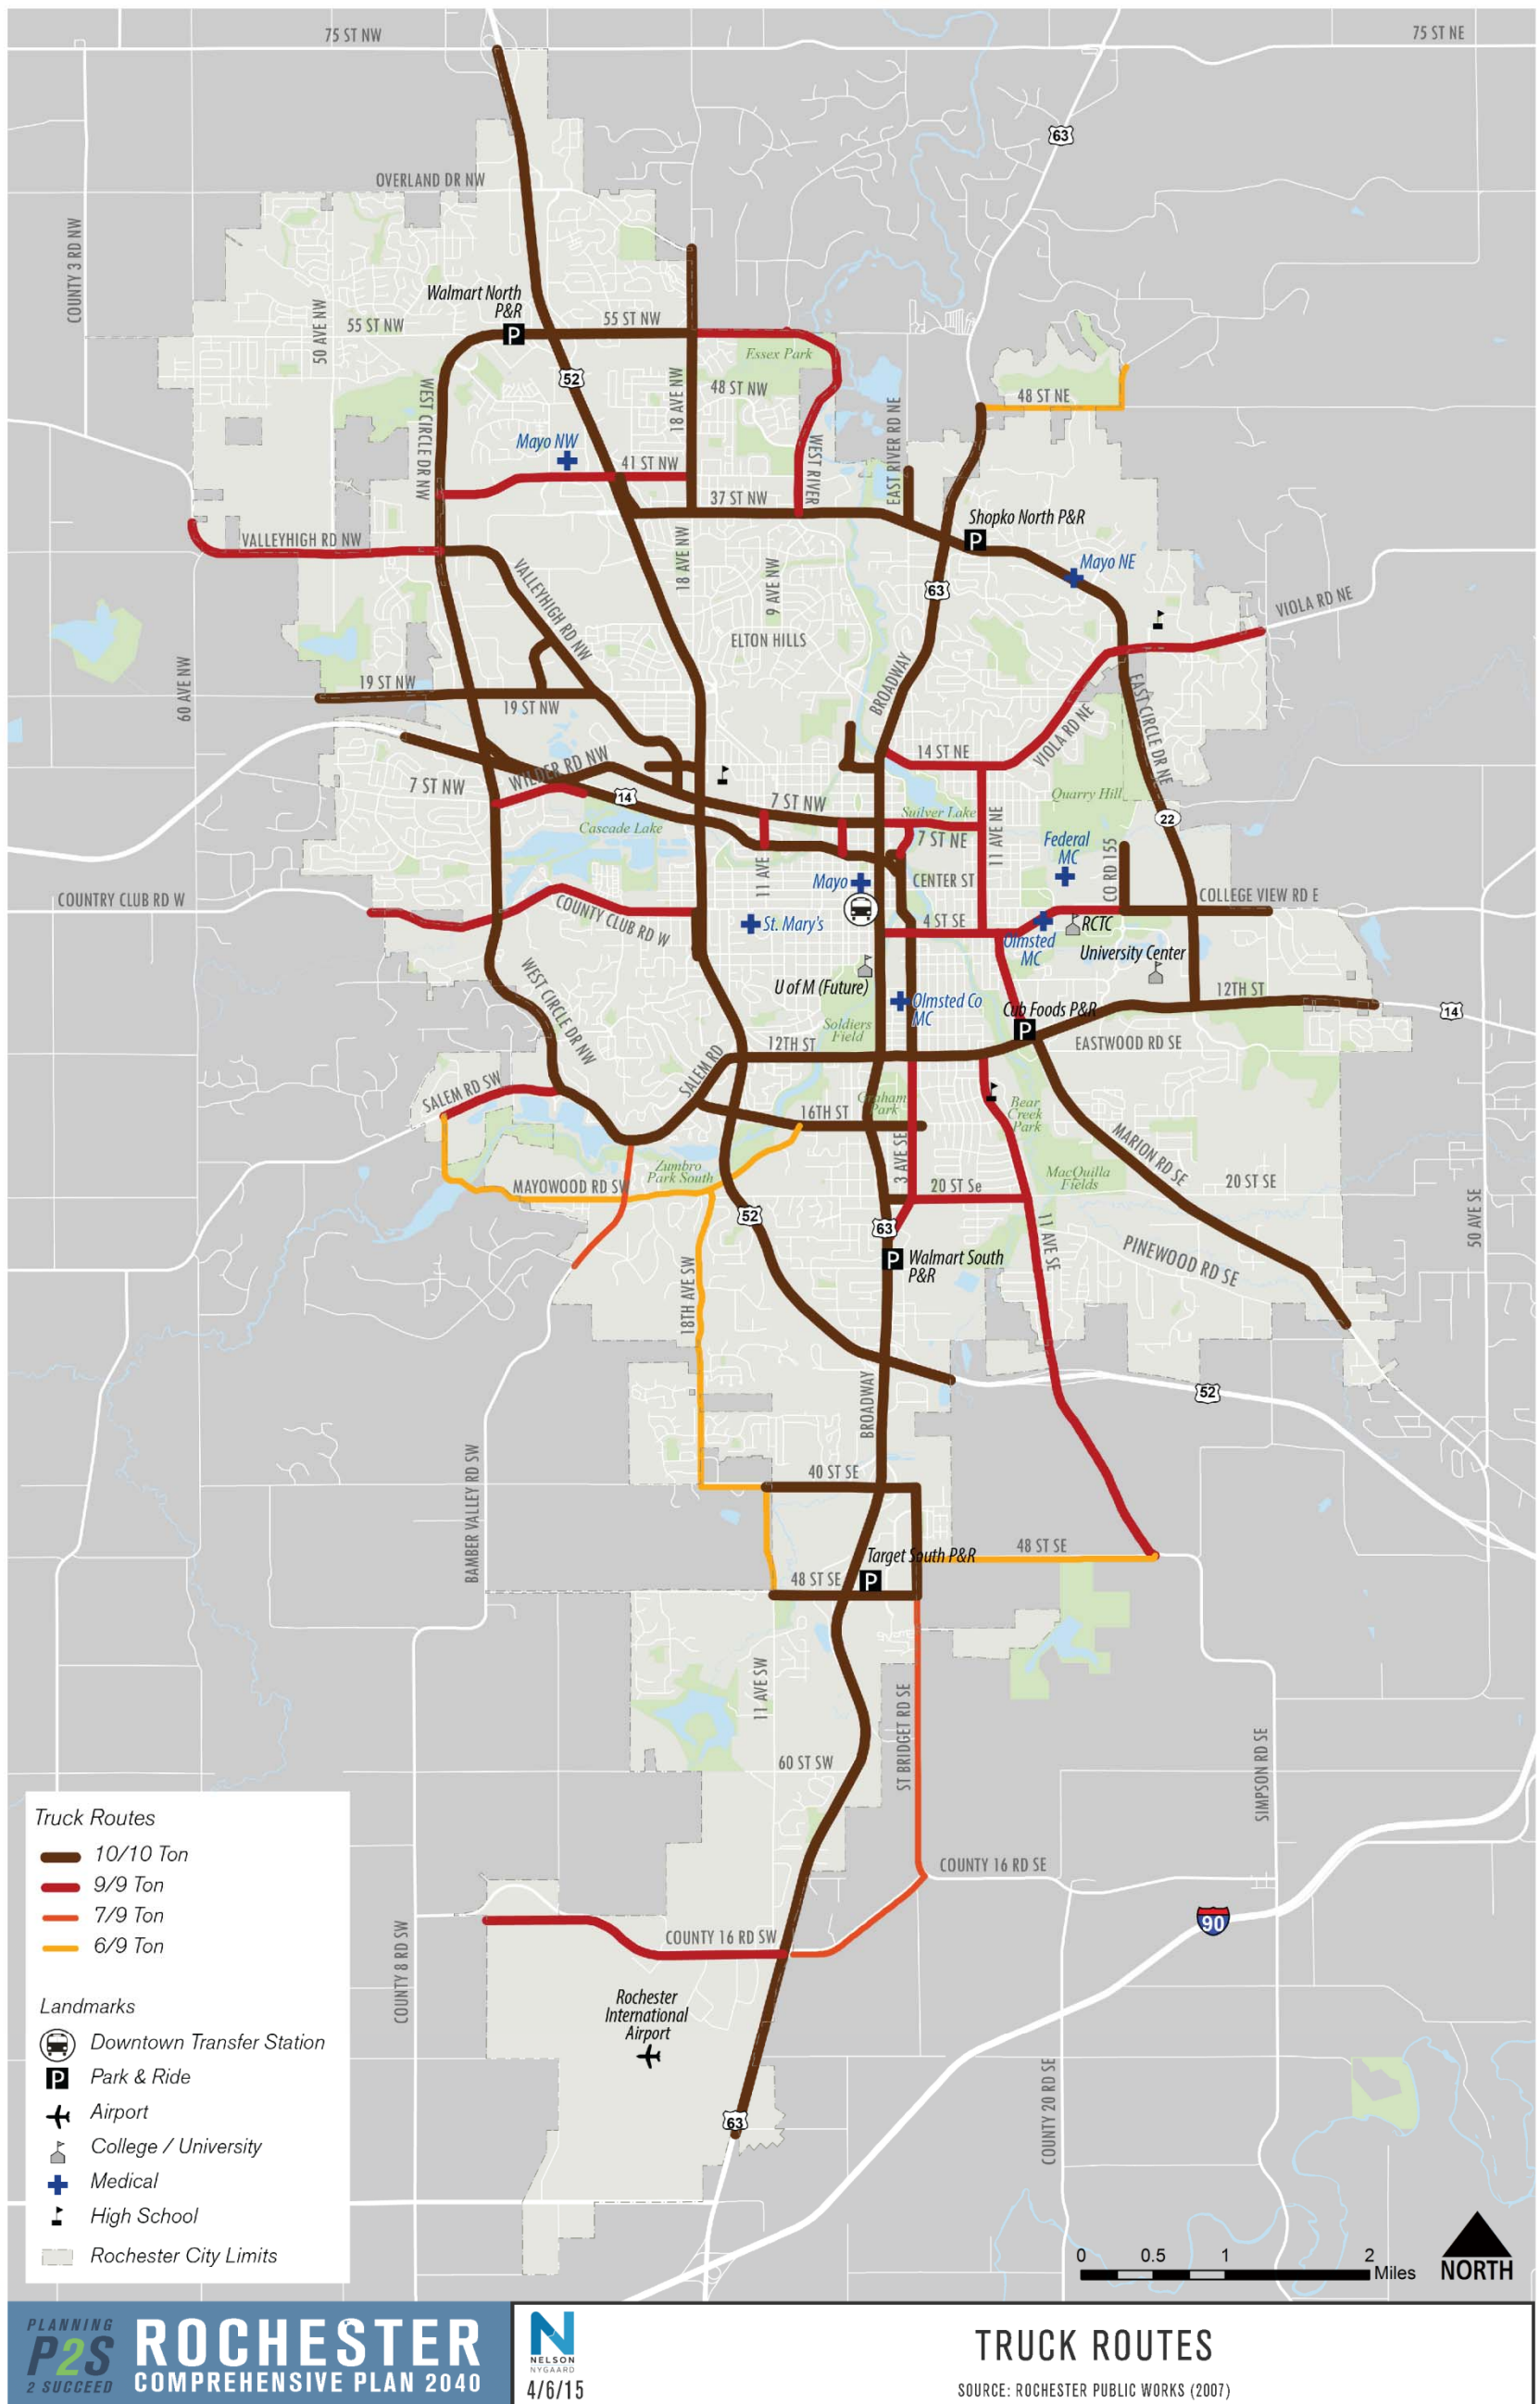 75 ST NW
75 ST NE
63
OVERLAND DR NW
COUNTY 3 RD NW
Walmart North
P&R
50 AVE NW
55 ST NW
55 ST NW
Essex Park
52
WEST CIRCLE DR NW
18 AVE NW
48 ST NW
48 ST NE
EAST RIVER RD NE
Mayo NW
41 ST NW
WEST RIVER
37 ST NW
Shopko North P&R
VALLEYHIGH RD NW
18 AVE NW
9 AVE NW
Mayo NE
VALLEYHIGH RD NW
63
VIOLA RD NE
ELTON HILLS
60 AVE NW
19 ST NW
19 ST NW
BROADWAY
EAST CIRCLE DR NE
VIOLA RD NE
14 ST NE
WILDER RD NW
7 ST NW
14
7 ST NW
Quarry Hill
Suilver Lake
22
Cascade Lake
7 ST NE
11 AVE NE
Federal
MC
CO RD 155
11 AVE
Mayo
CENTER ST
COUNTRY CLUB RD W
COLLEGE VIEW RD E
COUNTY CLUB RD W
St. Mary's
4 ST SE
RCTC
Olmsted
MC
University Center
WEST CIRCLE DR NW
U of M (Future)
12TH ST
Olmsted Co
MC
Cub Foods P&R
14
Soldiers
Field
12TH ST
EASTWOOD RD SE
SALEM RD
SALEM RD SW
Graham
Park
16TH ST
Bear
Creek
Park
MARION RD SE
3 AVE SE
Zumbro
Park South
MacQuilla
Fields
MAYOWOOD RD SW
20 ST Se
20 ST SE
50 AVE SE
52
63
11 AVE SE
PINEWOOD RD SE
Walmart South
P&R
18TH AVE SW
BROADWAY
52
BAMBER VALLEY RD SW
40 ST SE
Target South P&R
48 ST SE
48 ST SE
11 AVE SW
ST BRIDGET RD SE
60 ST SW
SIMPSON RD SE
COUNTY 16 RD SE
90
COUNTY 16 RD SW
COUNTY 8 RD SW
Rochester
International
Airport
COUNTY 20 RD SE
63
Truck Routes
10/10 Ton
9/9 Ton
7/9 Ton
6/9 Ton
Landmarks
Downtown Transfer Station
P Park & Ride
Airport
College / University
Medical
High School
Rochester City Limits
0 0.5 1 2
Miles
NORTH
PLANNING
P2S
2 SUCCEED
ROCHESTER
COMPREHENSIVE PLAN 2040
N
NELSON
NYGAARD
4/6/15
TRUCK ROUTES
SOURCE: ROCHESTER PUBLIC WORKS (2007)